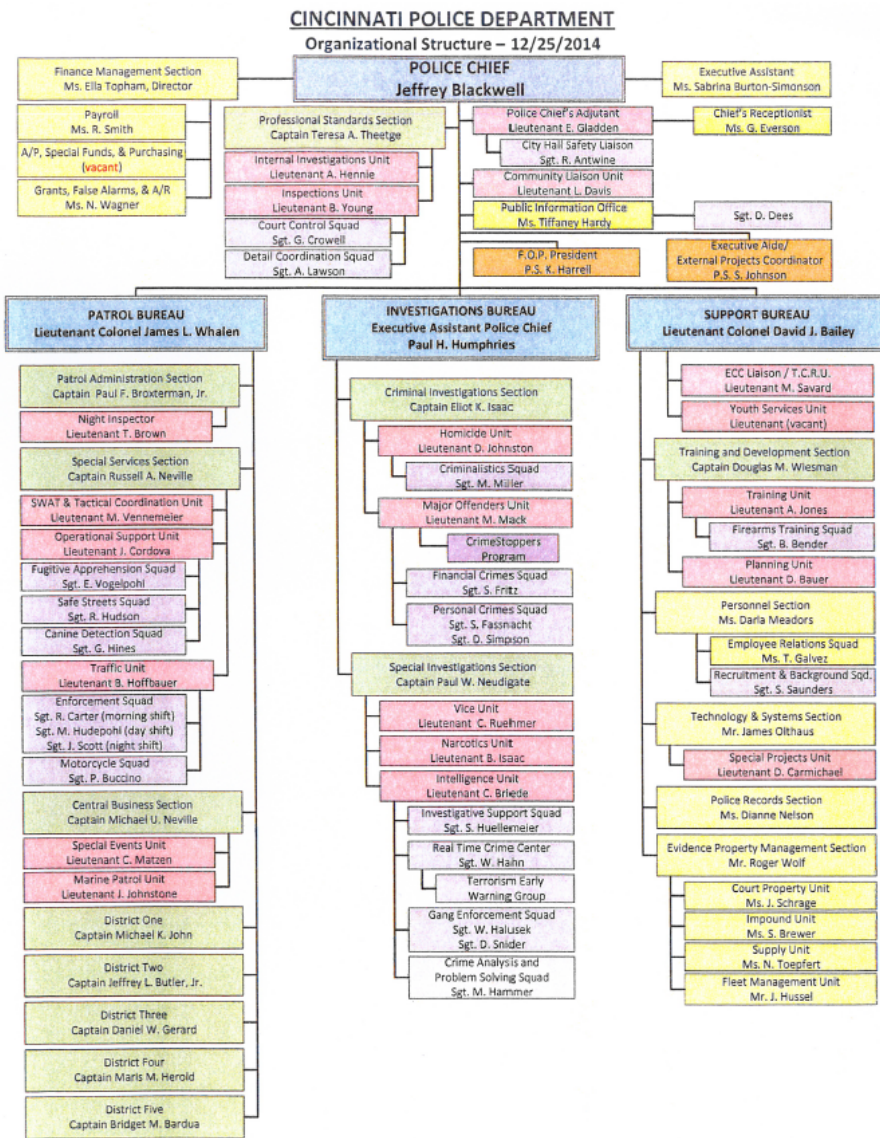 CINCINNATI POLICE DEPARTMENT
Organizational Structure – 12/25/2014
POLICE CHIEF
Jeffrey Blackwell
Finance Management Section
Ms. Ella Topham, Director
Executive Assistant
Ms. Sabrina Burton-Simonson
Payroll
Ms. R. Smith
A/P, Special Funds, & Purchasing
(vacant)
Grants, False Alarms, & A/R
Ms. N. Wagner
Professional Standards Section
Captain Teresa A. Theetge
Internal Investigations Unit
Lieutenant A. Hennie
Inspections Unit
Lieutenant B. Young
Court Control Squad
Sgt. G. Crowell
Detail Coordination Squad
Sgt. A. Lawson
Police Chief's Adjutant
Lieutenant E. Gladden
Chief's Receptionist
Ms. G. Everson
City Hall Safety Liaison
Sgt. R. Antwine
Community Liaison Unit
Lieutenant L. Davis
Public Information Office
Ms. Tiffaney Hardy
Sgt. D. Dees
F.O.P. President
P.S. K. Harrell
Executive Aide/
External Projects Coordinator
P.S. S. Johnson
PATROL BUREAU
Lieutenant Colonel James L. Whalen
Patrol Administration Section
Captain Paul F. Broxterman, Jr.
Night Inspector
Lieutenant T. Brown
Special Services Section
Captain Russell A. Neville
SWAT & Tactical Coordination Unit
Lieutenant M. Vennemeier
Operational Support Unit
Lieutenant J. Cordova
Fugitive Apprehension Squad
Sgt. E. Vogelpohl
Safe Streets Squad
Sgt. R. Hudson
Canine Detection Squad
Sgt. G. Hines
Traffic Unit
Lieutenant B. Hoffbauer
Enforcement Squad
Sgt. R. Carter (morning shift)
Sgt. M. Hudepohl (day shift)
Sgt. J. Scott (night shift)
Motorcycle Squad
Sgt. P. Buccino
Central Business Section
Captain Michael U. Neville
Special Events Unit
Lieutenant C. Matzen
Marine Patrol Unit
Lieutenant J. Johnstone
District One
Captain Michael K. John
District Two
Captain Jeffrey L. Butler, Jr.
District Three
Captain Daniel W. Gerard
District Four
Captain Maris M. Herold
District Five
Captain Bridget M. Bardua
INVESTIGATIONS BUREAU
Executive Assistant Police Chief
Paul H. Humphries
Criminal Investigations Section
Captain Eliot K. Isaac
Homicide Unit
Lieutenant D. Johnston
Criminalistics Squad
Sgt. M. Miller
Major Offenders Unit
Lieutenant M. Mack
CrimeStoppers
Program
Financial Crimes Squad
Sgt. S. Fritz
Personal Crimes Squad
Sgt. S. Fassnacht
Sgt. D. Simpson
Special Investigations Section
Captain Paul W. Neudigate
Vice Unit
Lieutenant C. Ruehmer
Narcotics Unit
Lieutenant B. Isaac
Intelligence Unit
Lieutenant C. Briede
Investigative Support Squad
Sgt. S. Huellemeier
Real Time Crime Center
Sgt. W. Hahn
Terrorism Early
Warning Group
Gang Enforcement Squad
Sgt. W. Halusek
Sgt. D. Snider
Crime Analysis and
Problem Solving Squad
Sgt. M. Hammer
SUPPORT BUREAU
Lieutenant Colonel David J. Bailey
ECC Liaison / T.C.R.U.
Lieutenant M. Savard
Youth Services Unit
Lieutenant (vacant)
Training and Development Section
Captain Douglas M. Wiesman
Training Unit
Lieutenant A. Jones
Firearms Training Squad
Sgt. B. Bender
Planning Unit
Lieutenant D. Bauer
Personnel Section
Ms. Darla Meadors
Employee Relations Squad
Ms. T. Galvez
Recruitment & Background Sqd.
Sgt. S. Saunders
Technology & Systems Section
Mr. James Olthaus
Special Projects Unit
Lieutenant D. Carmichael
Police Records Section
Ms. Dianne Nelson
Evidence Property Management Section
Mr. Roger Wolf
Court Property Unit
Ms. J. Schrage
Impound Unit
Ms. S. Brewer
Supply Unit
Ms. N. Toepfert
Fleet Management Unit
Mr. J. Hussel